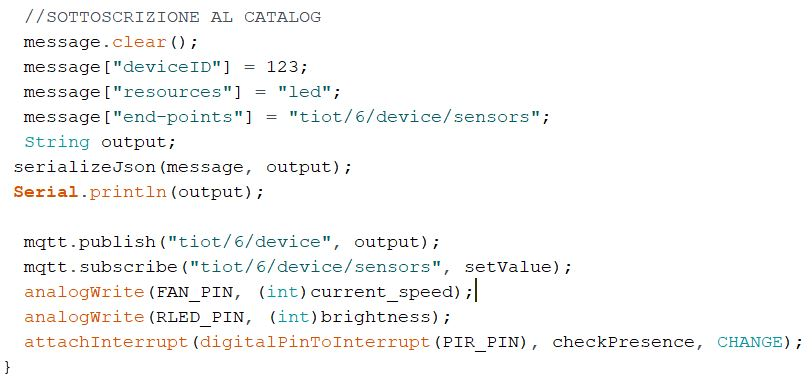 //SOTTOSCRIZIONE AL CATALOG
message.clear();
message["deviceID"] = 123;
message["resources"] = "led";
message["end-points"] = "tiot/6/device/sensors";
String output;
serializeJson(message, output);
Serial.println(output);
mqtt.publish("tiot/6/device", output);
mqtt.subscribe("tiot/6/device/sensors", setValue);
analogWrite(FAN_PIN, (int)current_speed);
analogWrite(RLED_PIN, (int)brightness);
attachInterrupt(digitalPinToInterrupt(PIR_PIN), checkPresence, CHANGE);
}